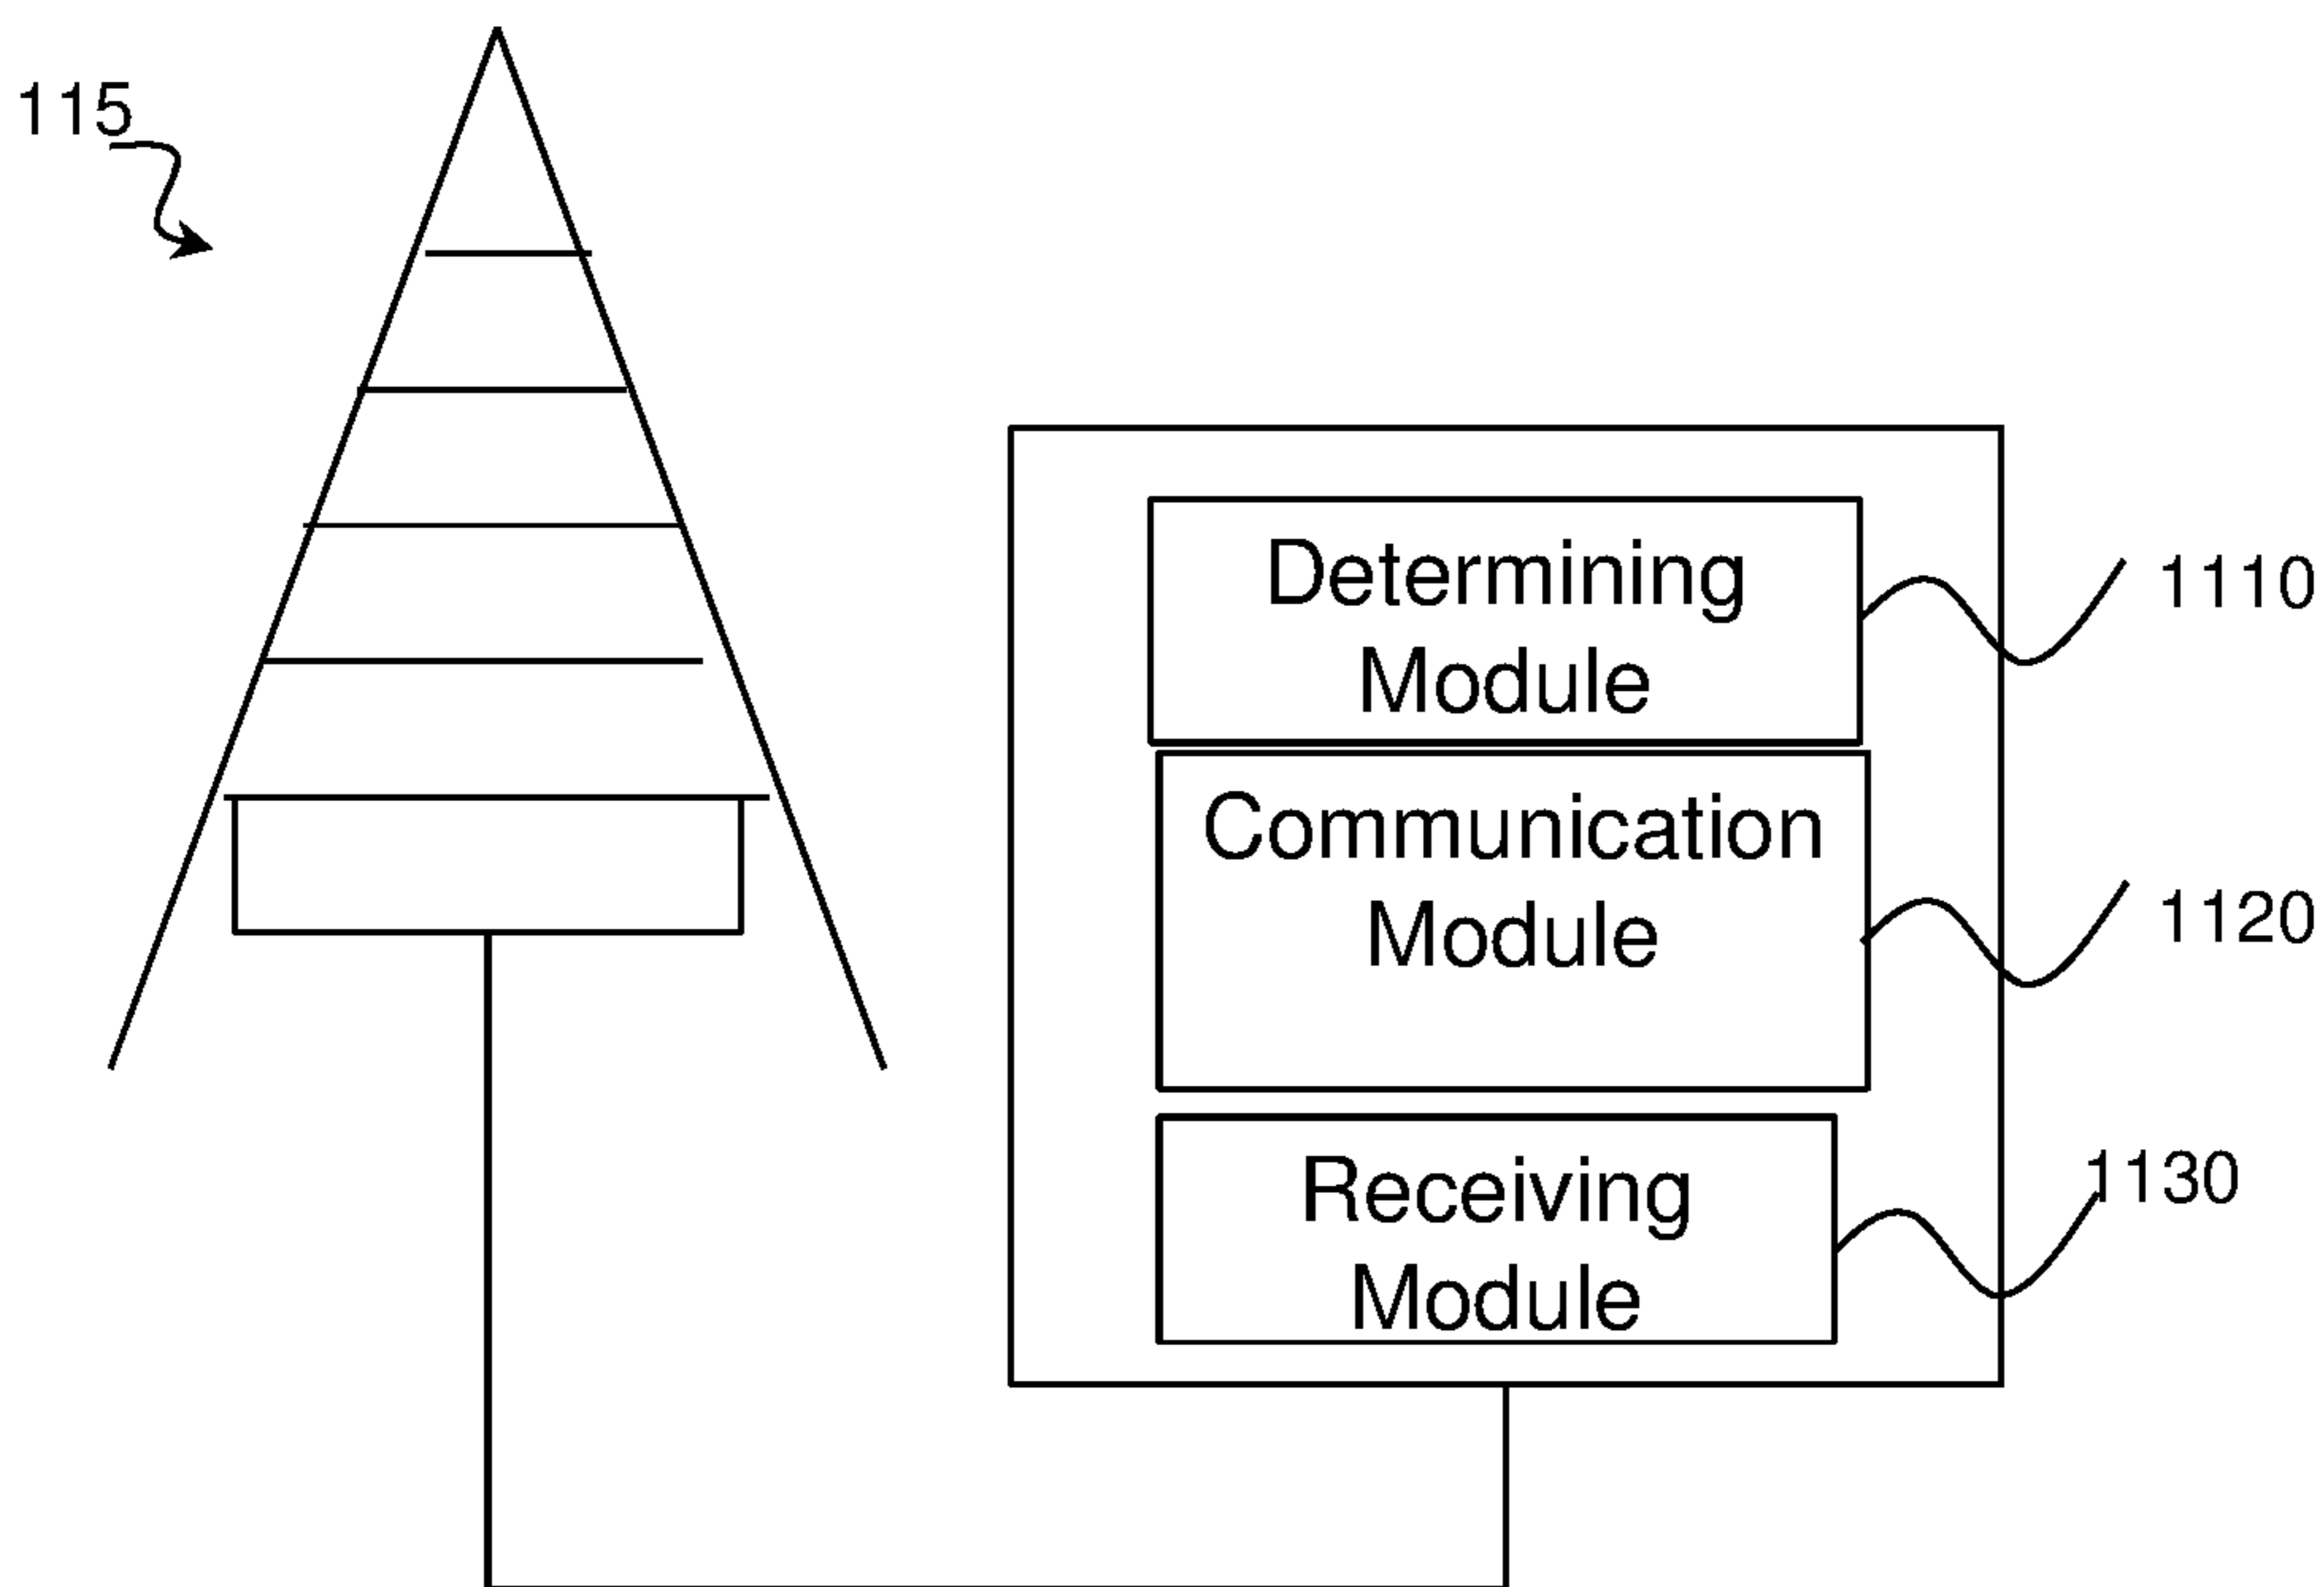 115
Determining
Module
1110
Communication
Module
1120
Receiving
Module
1130